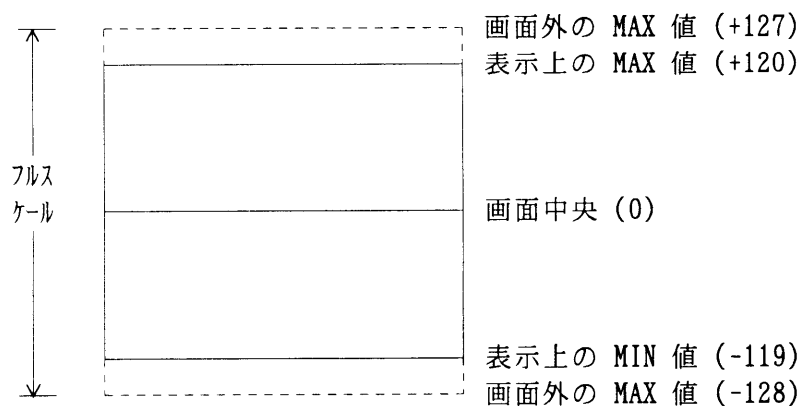 画面外の MAX 値 (+127)
表示上の MAX 値 (+120)
フルス
ケール
画面中央 (0)
表示上の MIN 値 (-119)
画面外の MAX 値 (-128)